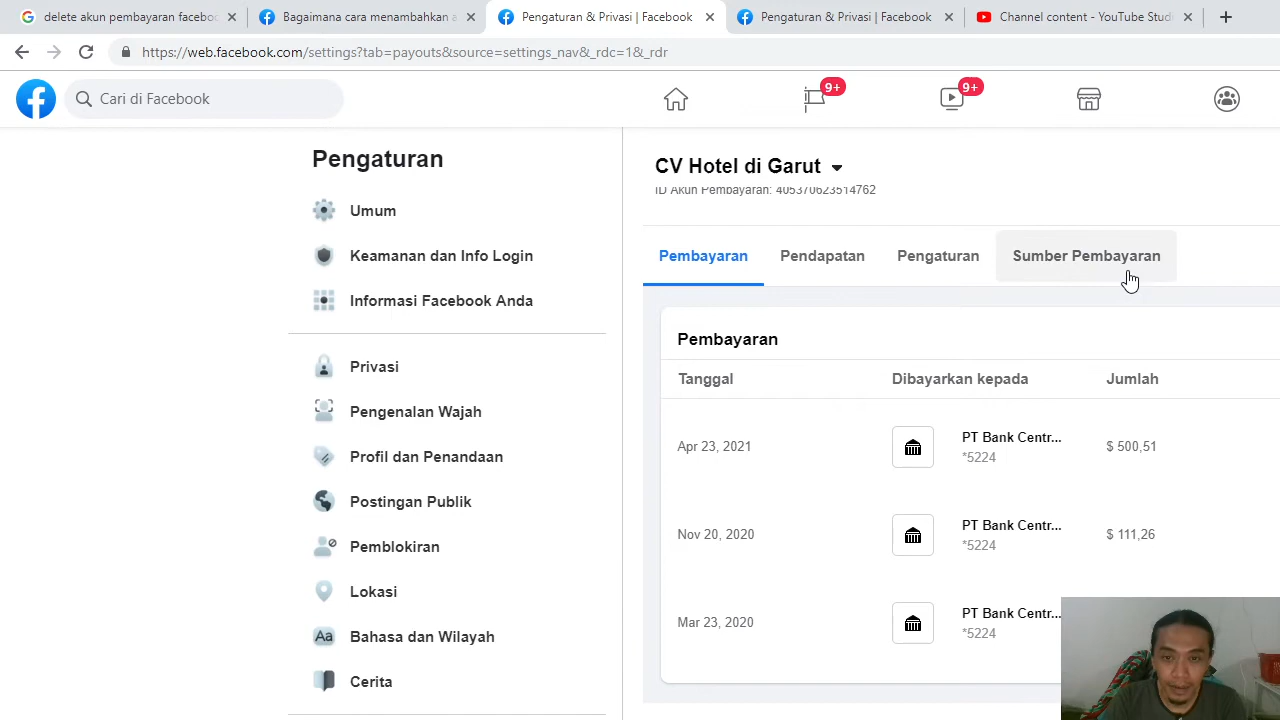 delete akun pembayaran facebo
Bagaimana cara menambahkan a
Pengaturan & Privasi | Facebook
Pengaturan & Privasi | Facebook
Channel content - YouTube Stud
https://web.facebook.com/settings?tab=payouts&source=settings_nav&_rdc=1&_rdr
Cari di Facebook
9+
9+
Pengaturan
Umum
Keamanan dan Info Login
Informasi Facebook Anda
Privasi
Pengenalan Wajah
Profil dan Penandaan
Postingan Publik
Pemblokiran
Lokasi
Aa Bahasa dan Wilayah
Cerita
CV Hotel di Garut
ID Akun Pembayaran: 405370623514762
Pembayaran Pendapatan Pengaturan Sumber Pembayaran
Pembayaran
Tanggal Dibayarkan kepada Jumlah
Apr 23, 2021 PT Bank Centr... $ 500,51
*5224
Nov 20, 2020 PT Bank Centr... $ 111,26
*5224
Mar 23, 2020 PT Bank Centr...
*5224